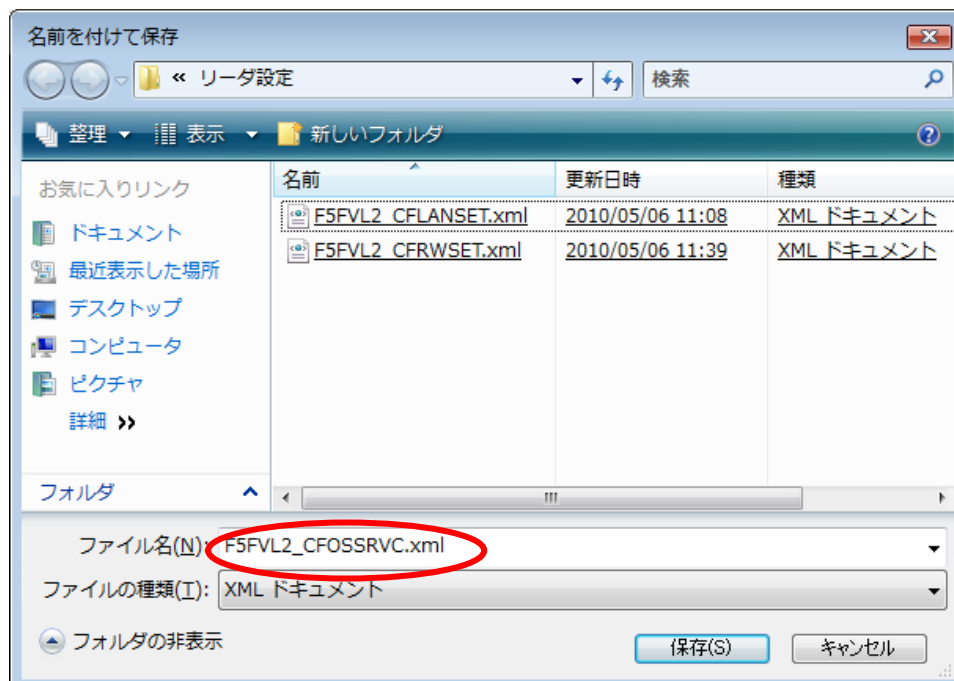 名前を付けて保存
« リーダ設定
検索
整理 表示 新しいフォルダ
お気に入りリンク
ドキュメント
最近表示した場所
デスクトップ
コンピュータ
ピクチャ
詳細 »
フォルダ
名前 更新日時 種類
F5FVL2_CFLANSET.xml 2010/05/06 11:08 XML ドキュメント
F5FVL2_CFRWSET.xml 2010/05/06 11:39 XML ドキュメント
ファイル名(N): F5FVL2_CFOSSRVC.xml
ファイルの種類(T): XML ドキュメント
フォルダの非表示 保存(S) キャンセル